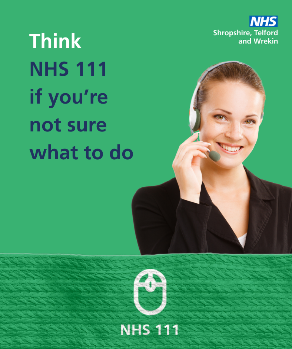 NHS
Shropshire, Telford
and Wrekin
Think
NHS 111
if you're
not sure
what to do
NHS 111